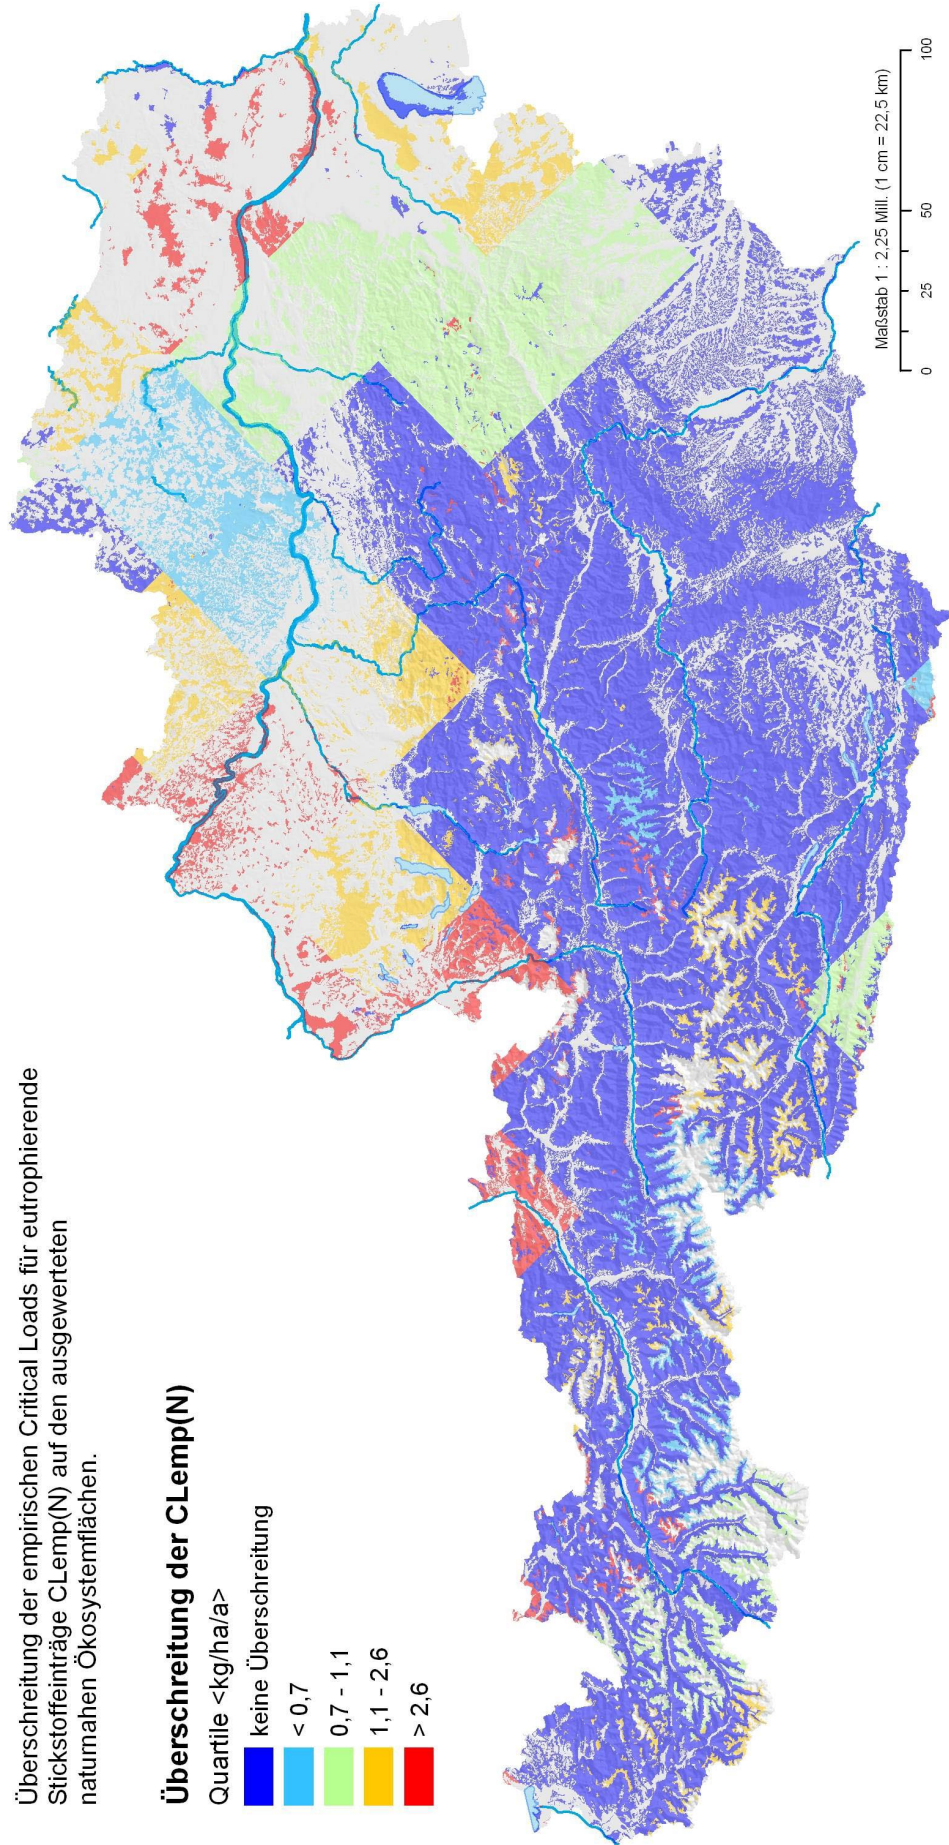 Überschreitung der empirischen Critical Loads für eutrophierende
Stickstoffeinträge CLemp(N) auf den ausgewerteten
naturnahen Ökosystemflächen.
Überschreitung der CLemp(N)
Quartile <kg/ha/a>
keine Überschreitung
< 0,7
0,7 - 1,1
1,1 - 2,6
> 2,6
Maßstab 1 : 2,25 Mill. (1 cm = 22,5 km)
0 25 50 100